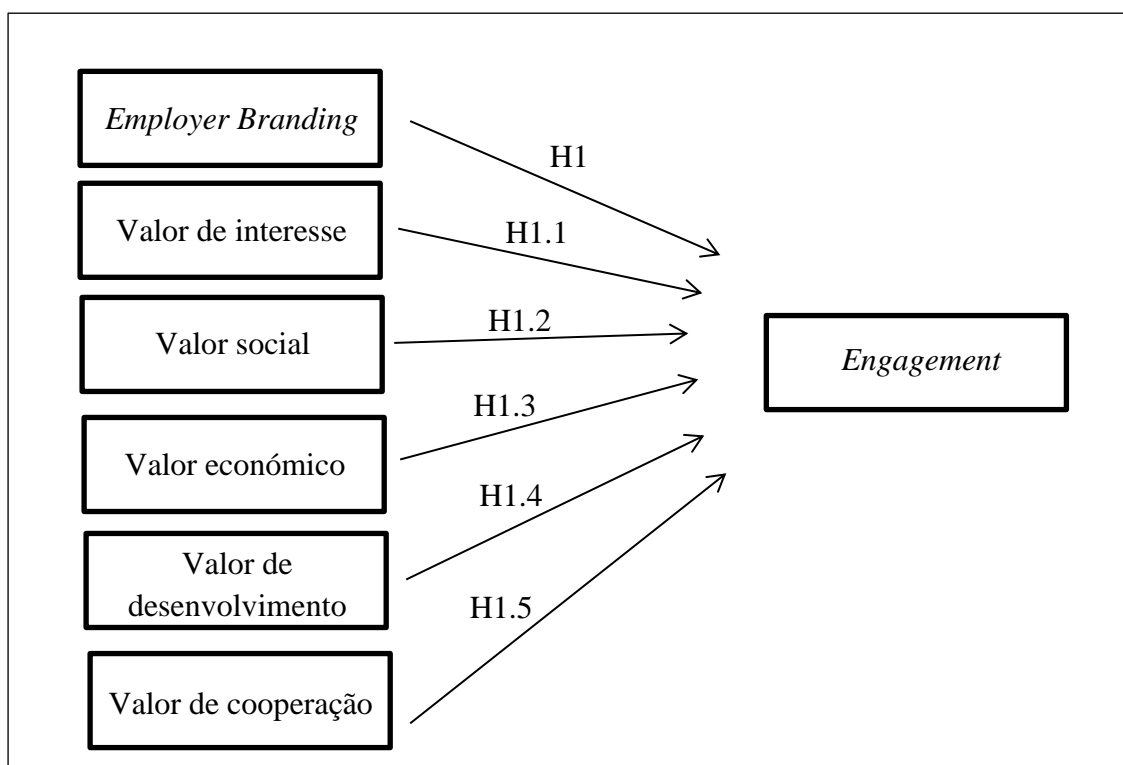 Employer Branding
H1
Valor de interesse
H1.1
Valor social
H1.2
Engagement
Valor económico
H1.3
Valor de
desenvolvimento
H1.4
Valor de cooperação
H1.5